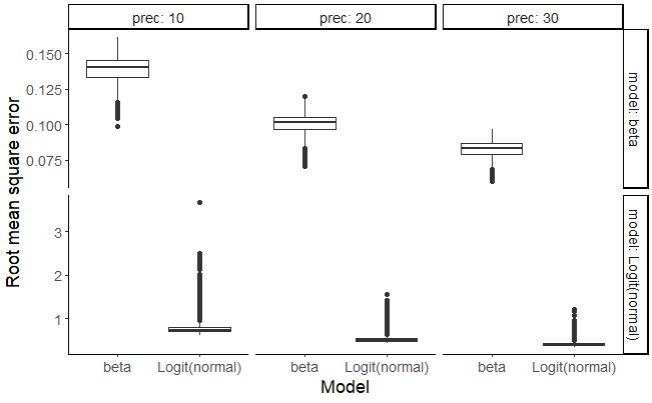 prec: 10
prec: 20
prec: 30
Root mean square error
0.150
0.125
0.100
0.075
model: beta
3
2
1
model: Logit(normal)
beta
Logit(normal)
beta
Logit(normal)
beta
Logit(normal)
Model